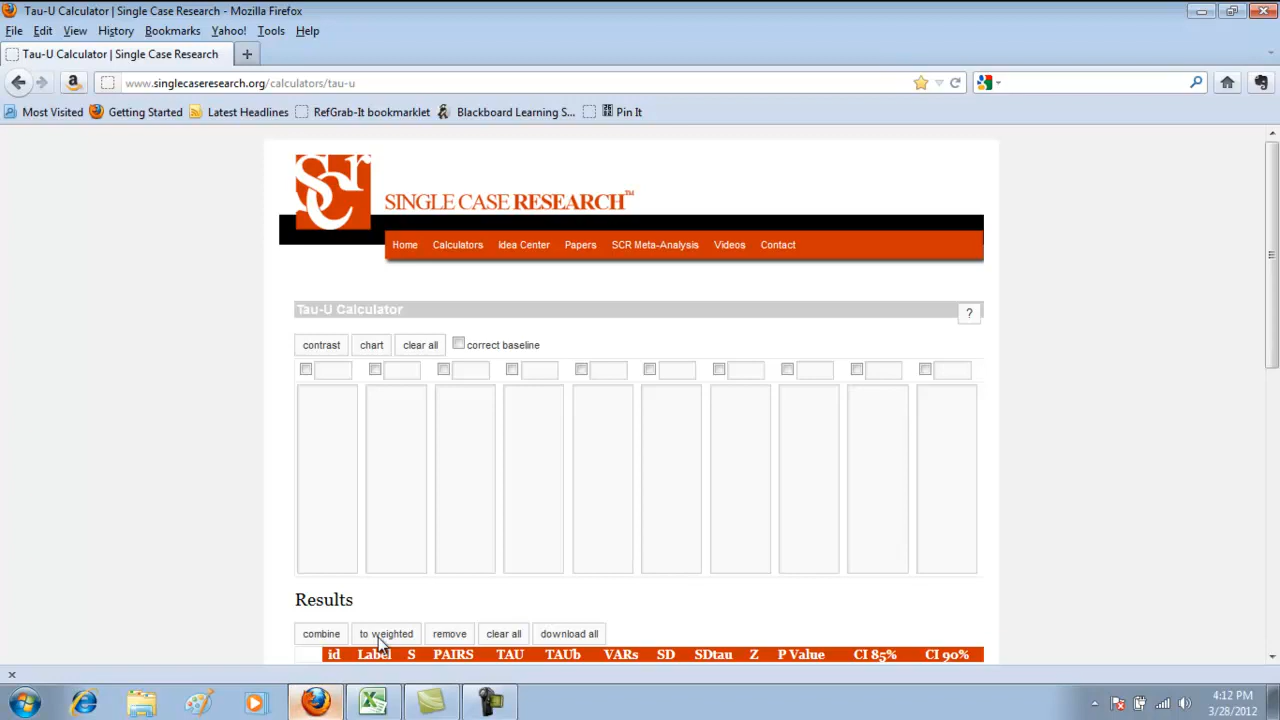 Tau-U Calculator | Single Case Research - Mozilla Firefox
File Edit View History Bookmarks Yahoo! Tools Help
Tau-U Calculator | Single Case Research +
www.singlecaseresearch.org/calculators/tau-u
Most Visited Getting Started Latest Headlines RefGrab-It bookmarklet Blackboard Learning S... Pin It
scr
SINGLE CASE RESEARCH™
Home Calculators Idea Center Papers SCR Meta-Analysis Videos Contact
Tau-U Calculator
?
contrast chart clear all correct baseline
Results
combine to weighted remove clear all download all
id Label S PAIRS TAU TAUb VARs SD SDtau Z P Value CI 85% CI 90%
4:12 PM
3/28/2012